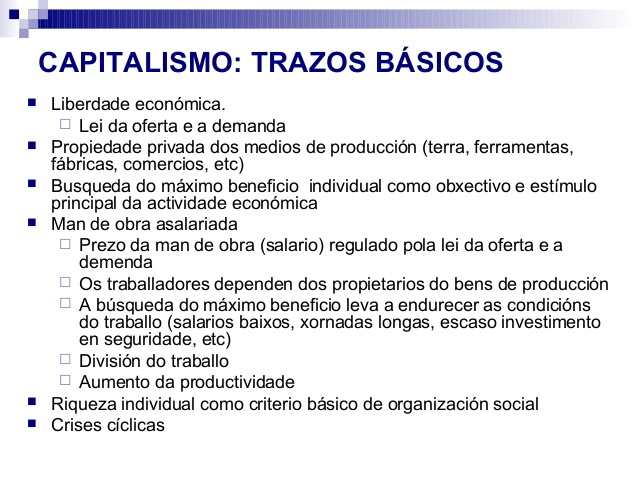 CAPITALISMO: TRAZOS BÁSICOS
Liberdade económica.
Lei da oferta e a demanda
Propiedade privada dos medios de producción (terra, ferramentas,
fábricas, comercios, etc)
Busqueda do máximo beneficio individual como obxectivo e estímulo
principal da actividade económica
Man de obra asalariada
Prezo da man de obra (salario) regulado pola lei da oferta e a
demenda
Os traballadores dependen dos propietarios do bens de producción
A búsqueda do máximo beneficio leva a endurecer as condicións
do traballo (salarios baixos, xornadas longas, escaso investimento
en seguridade, etc)
División do traballo
Aumento da productividade
Riqueza individual como criterio básico de organización social
Crises cíclicas